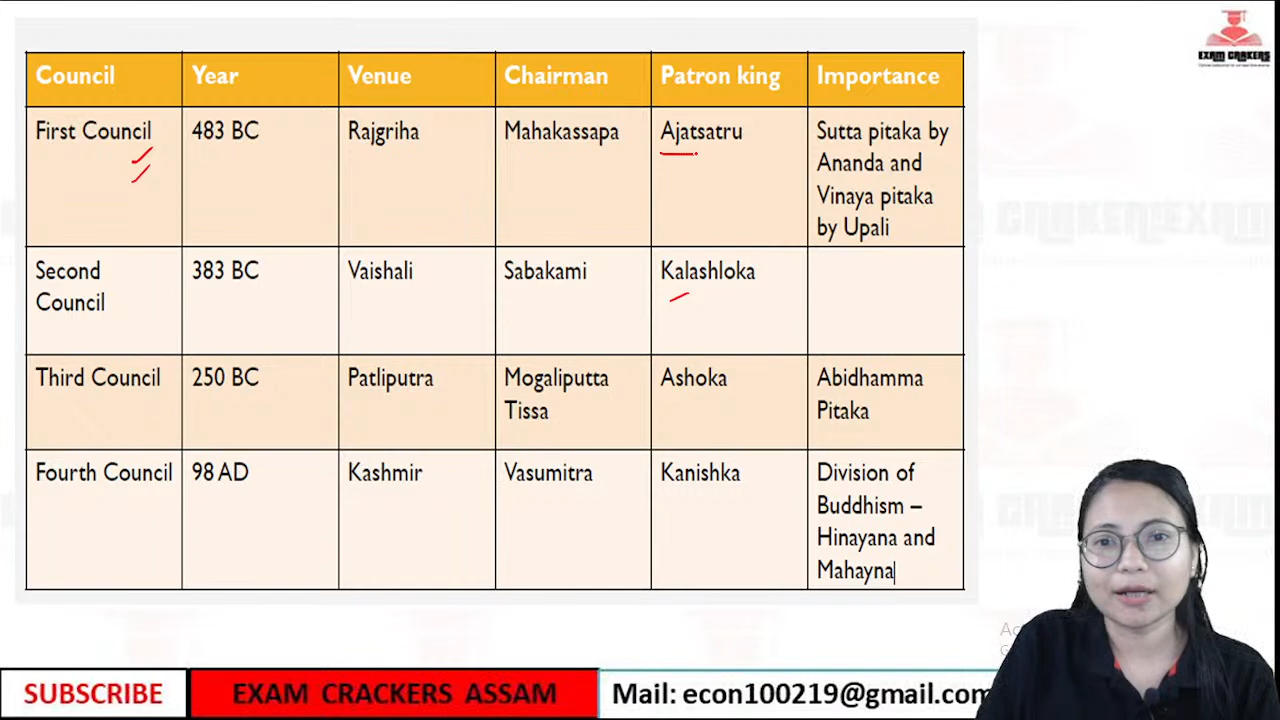 EXAM CRAKERS
Council Year Venue Chairman Patron king Importance
First Council 483 BC Rajgriha Mahakassapa Ajatsatru Sutta pitaka by
Ananda and
Vinaya pitaka
by Upali
Second 383 BC Vaishali Sabakami Kalashloka
Council
Third Council 250 BC Patliputra Mogaliputta Ashoka Abidhamma
Tissa Pitaka
Fourth Council 98 AD Kashmir Vasumitra Kanishka Division of
Buddhism –
Hinayana and
Mahayna
SUBSCRIBE EXAM CRACKERS ASSAM Mail: econ100219@gmail.com